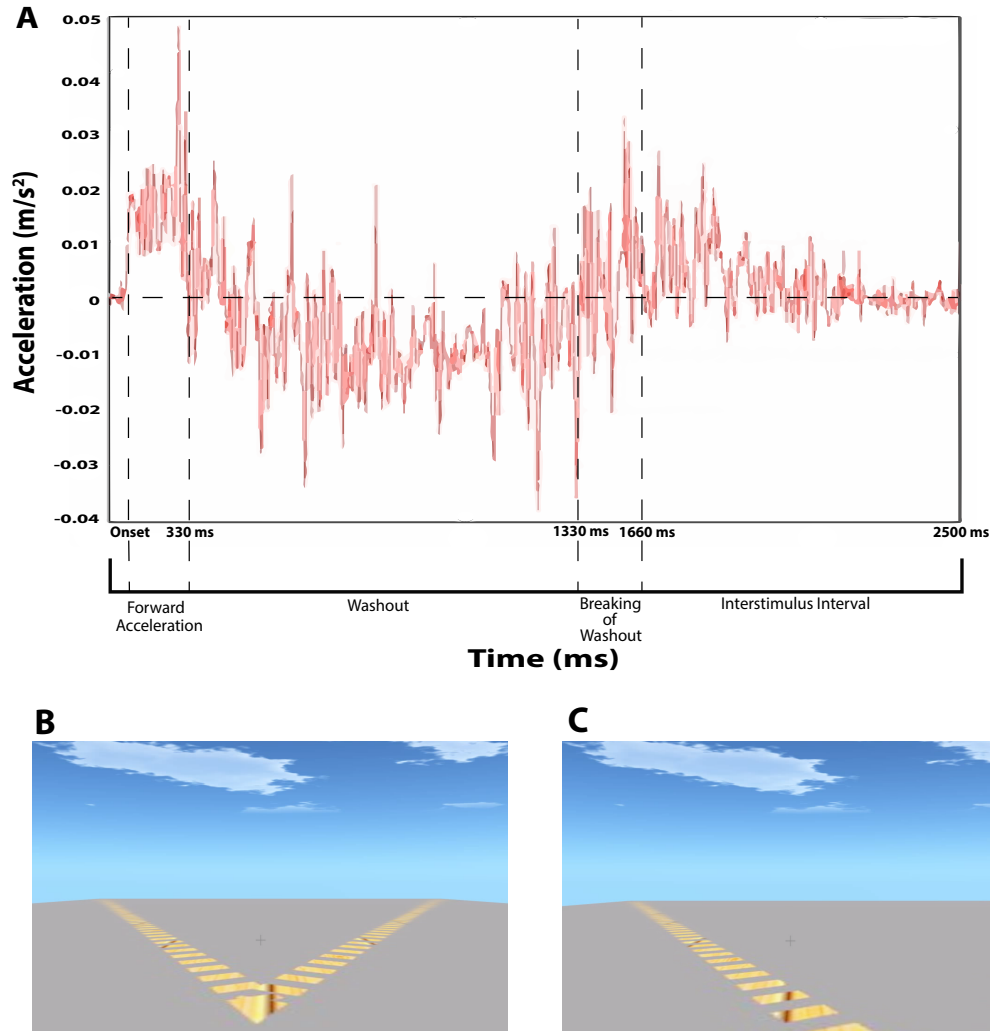 A
0.05
0.04
0.03
0.02
0.01
0
-0.01
-0.02
-0.03
-0.04
Acceleration (m/s²)
Onset 330 ms 1330 ms 1660 ms 2500 ms
Forward
Acceleration
Washout
Breaking
of
Washout
Interstimulus Interval
Time (ms)
B
C